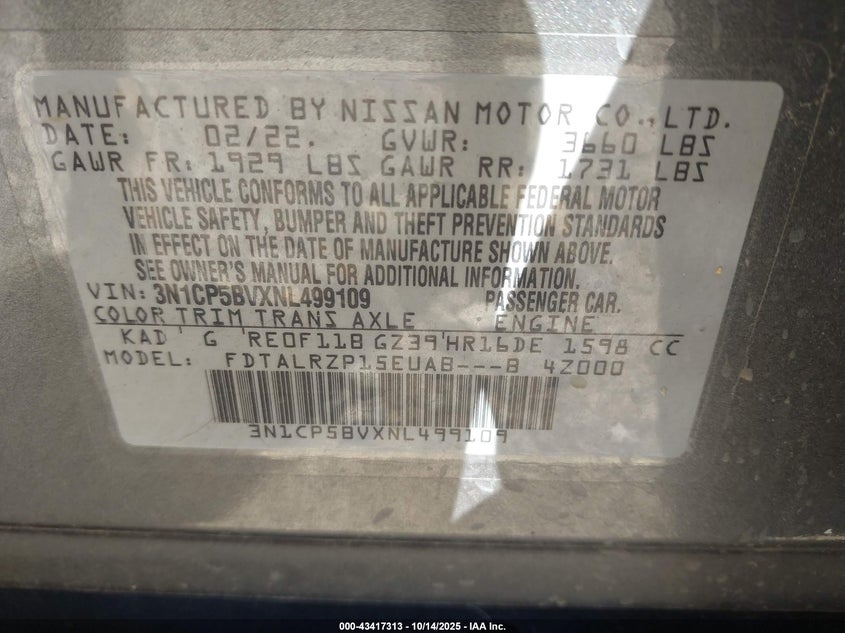 MANUFACTURED BY NISSAN MOTOR CO., LTD.
DATE: 02/22. GVWR: 3660 LBS
GAWR FR: 1929 LBS GAWR RR: 1731 LBS
THIS VEHICLE CONFORMS TO ALL APPLICABLE FEDERAL MOTOR
VEHICLE SAFETY, BUMPER AND THEFT PREVENTION STANDARDS
IN EFFECT ON THE DATE OF MANUFACTURE SHOWN ABOVE.
SEE OWNER'S MANUAL FOR ADDITIONAL INFORMATION.
VIN: 3N1CP5BVXNL499109 PASSENGER CAR.
COLOR TRIM TRANS AXLE ENGINE
KAD G RE0F11B GZ39 HR16DE 1598 CC
MODEL: FDTALRZP15EUAB---B 4Z000
3N1CP5BVXNL499109
000-43417313 - 10/14/2025 - IAA Inc.